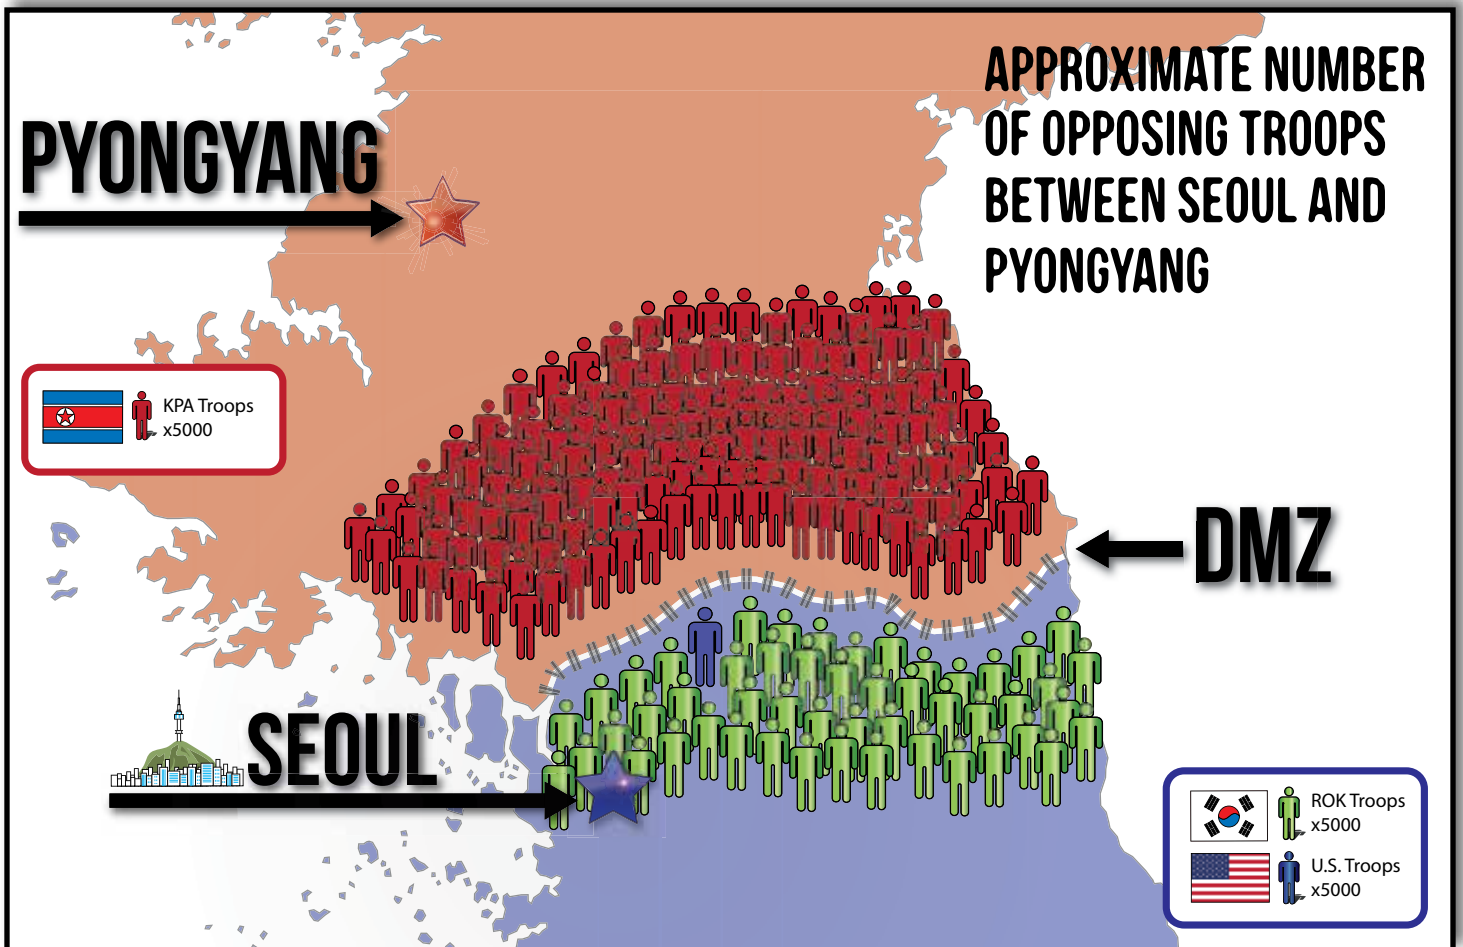 APPROXIMATE NUMBER
OF OPPOSING TROOPS
BETWEEN SEOUL AND
PYONGYANG
PYONGYANG
KPA Troops
x5000
DMZ
SEOUL
ROK Troops
x5000
U.S. Troops
x5000